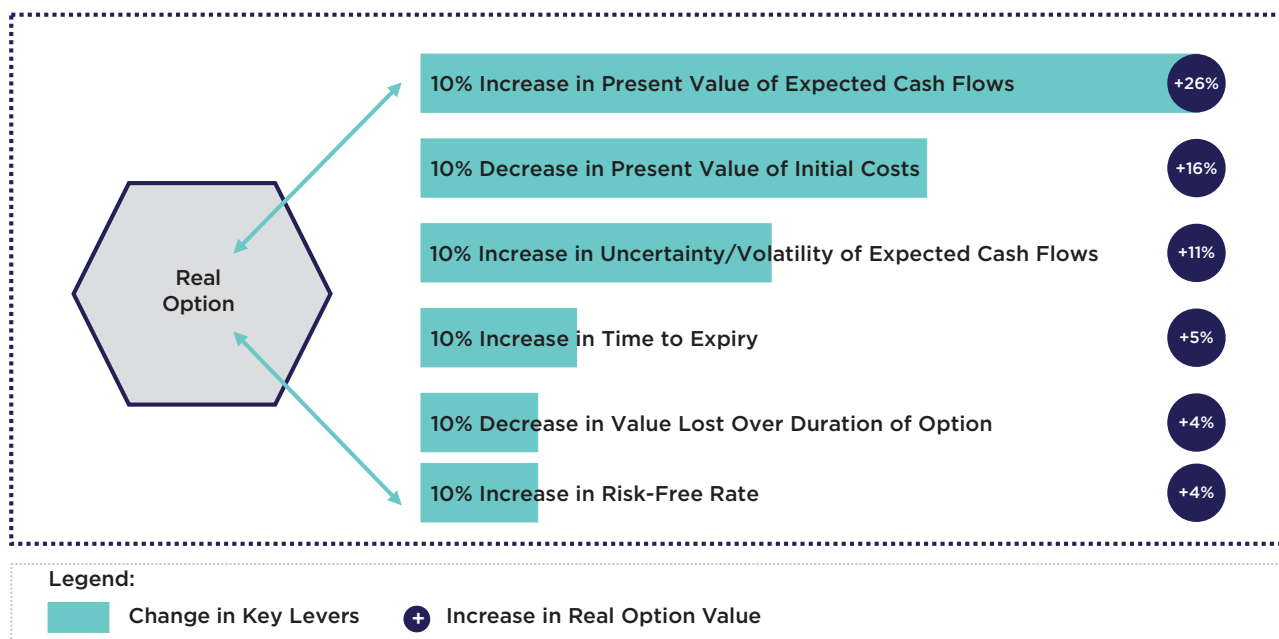 10% Increase in Present Value of Expected Cash Flows
+26%
10% Decrease in Present Value of Initial Costs
+16%
10% Increase in Uncertainty/Volatility of Expected Cash Flows
+11%
Real
Option
10% Increase in Time to Expiry
+5%
10% Decrease in Value Lost Over Duration of Option
+4%
10% Increase in Risk-Free Rate
+4%
Legend:
Change in Key Levers
+ Increase in Real Option Value